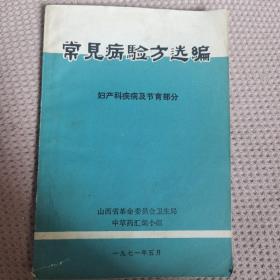 常見病驗方选編
妇产科疾病及节育部分
山西省革命委员会卫生局
中草药汇编小组
一九七一年五月